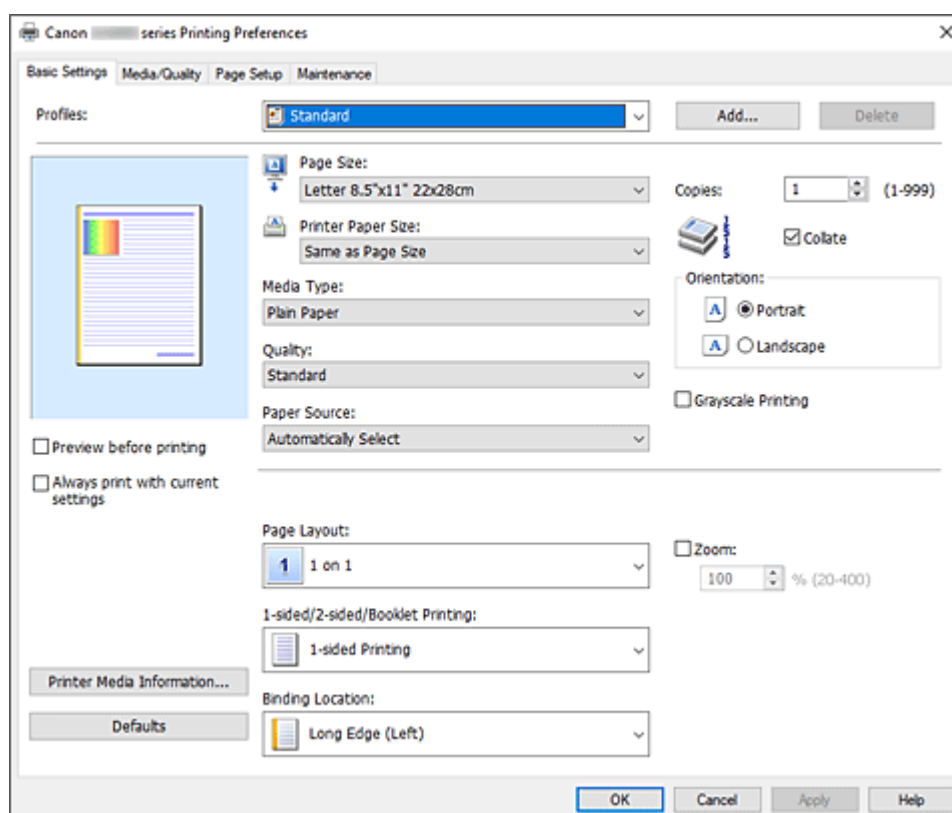 Canon series Printing Preferences
Basic Settings Media/Quality Page Setup Maintenance
Profiles: Standard Add... Delete
Page Size:
Letter 8.5"x11" 22x28cm
Copies: 1 (1-999)
Printer Paper Size:
Same as Page Size
Collate
Media Type:
Plain Paper
Orientation:
A Portrait
A Landscape
Quality:
Standard
Grayscale Printing
Paper Source:
Automatically Select
Preview before printing
Always print with current
settings
Page Layout:
1 1 on 1
Zoom:
100 % (20-400)
1-sided/2-sided/Booklet Printing:
1-sided Printing
Printer Media Information...
Binding Location:
Defaults
Long Edge (Left)
OK Cancel Apply Help